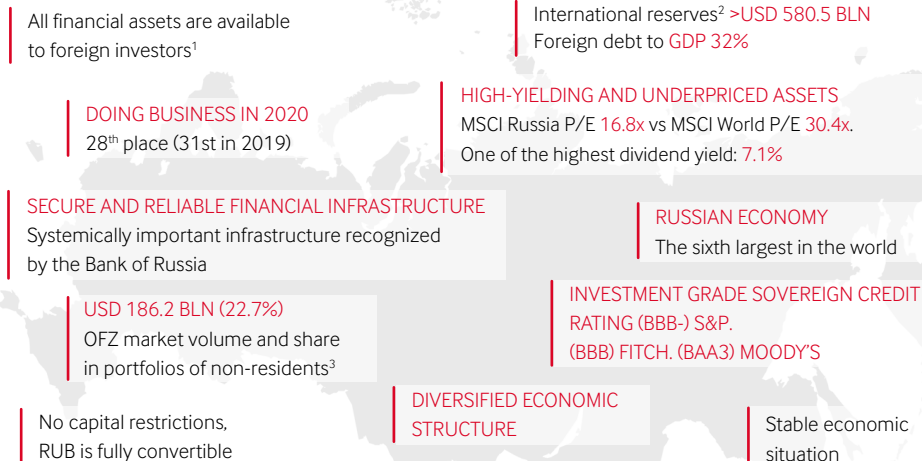 All financial assets are available
to foreign investors¹
International reserves² >USD 580.5 BLN
Foreign debt to GDP 32%
DOING BUSINESS IN 2020
28th place (31st in 2019)
HIGH-YIELDING AND UNDERPRICED ASSETS
MSCI Russia P/E 16.8x vs MSCI World P/E 30.4x.
One of the highest dividend yield: 7.1%
SECURE AND RELIABLE FINANCIAL INFRASTRUCTURE
Systemically important infrastructure recognized
by the Bank of Russia
RUSSIAN ECONOMY
The sixth largest in the world
USD 186.2 BLN (22.7%)
OFZ market volume and share
in portfolios of non-residents³
INVESTMENT GRADE SOVEREIGN CREDIT
RATING (BBB-) S&P.
(BBB) FITCH. (BAA3) MOODY'S
DIVERSIFIED ECONOMIC
STRUCTURE
No capital restrictions,
RUB is fully convertible
Stable economic
situation